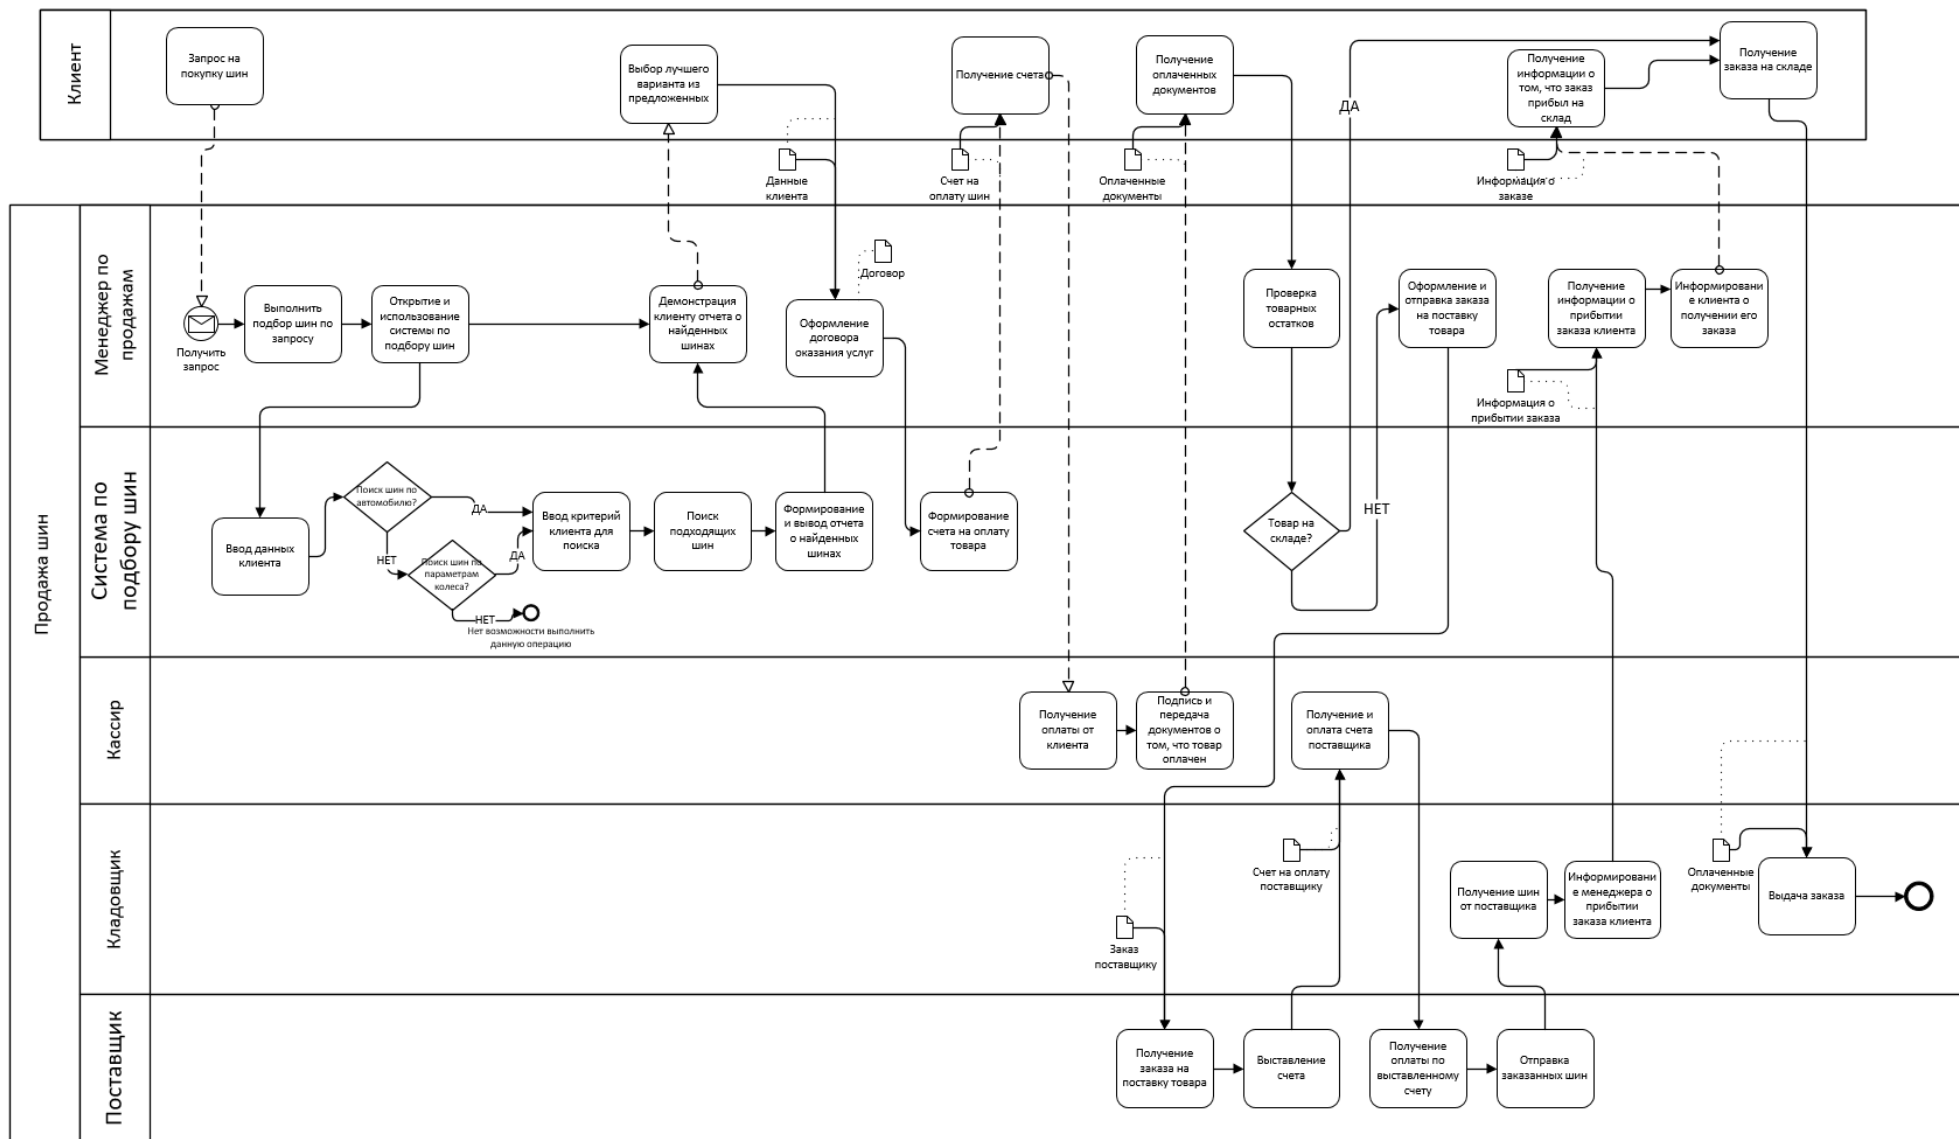 Клиент
Запрос на
покупку шин
Выбор лучшего
варианта из
предложенных
Получение счета
Получение
оплаченных
документов
ДА
Получение
информации о
том, что заказ
прибыл на
склад
Получение
заказа на складе
Данные
клиента
Счет на
оплату шин
Оплаченные
документы
Информация о
заказе
Продажа шин
Менеджер по
продажам
Получить
запрос
Выполнить
подбор шин по
запросу
Открытие и
использование
системы по
подбору шин
Демонстрация
клиенту отчета о
найденных
шинах
Договор
Оформление
договора
оказания услуг
Проверка
товарных
остатков
Оформление и
отправка заказа
на поставку
товара
Получение
информации о
прибытии
заказа клиента
Информировани
е клиента о
получении его
заказа
Информация о
прибытии заказа
Система по
подбору шин
Ввод данных
клиента
Поиск шин по
автомобилю?
ДА
НЕТ
Поиск шин по
параметрам
колеса?
ДА
НЕТ
Нет возможности выполнить
данную операцию
Ввод критерий
клиента для
поиска
Поиск
подходящих
шин
Формирование
и вывод отчета
о найденных
шинах
Формирование
счета на оплату
товара
Товар на
складе?
НЕТ
Кассир
Получение
оплаты от
клиента
Подпись и
передача
документов о
том, что товар
оплачен
Получение и
оплата счета
поставщика
Кладовщик
Заказ
поставщику
Счет на оплату
поставщику
Получение шин
от поставщика
Информировани
е менеджера о
прибытии
заказа клиента
Оплаченные
документы
Выдача заказа
Поставщик
Получение
заказа на
поставку товара
Выставление
счета
Получение
оплаты по
выставленному
счету
Отправка
заказанных шин